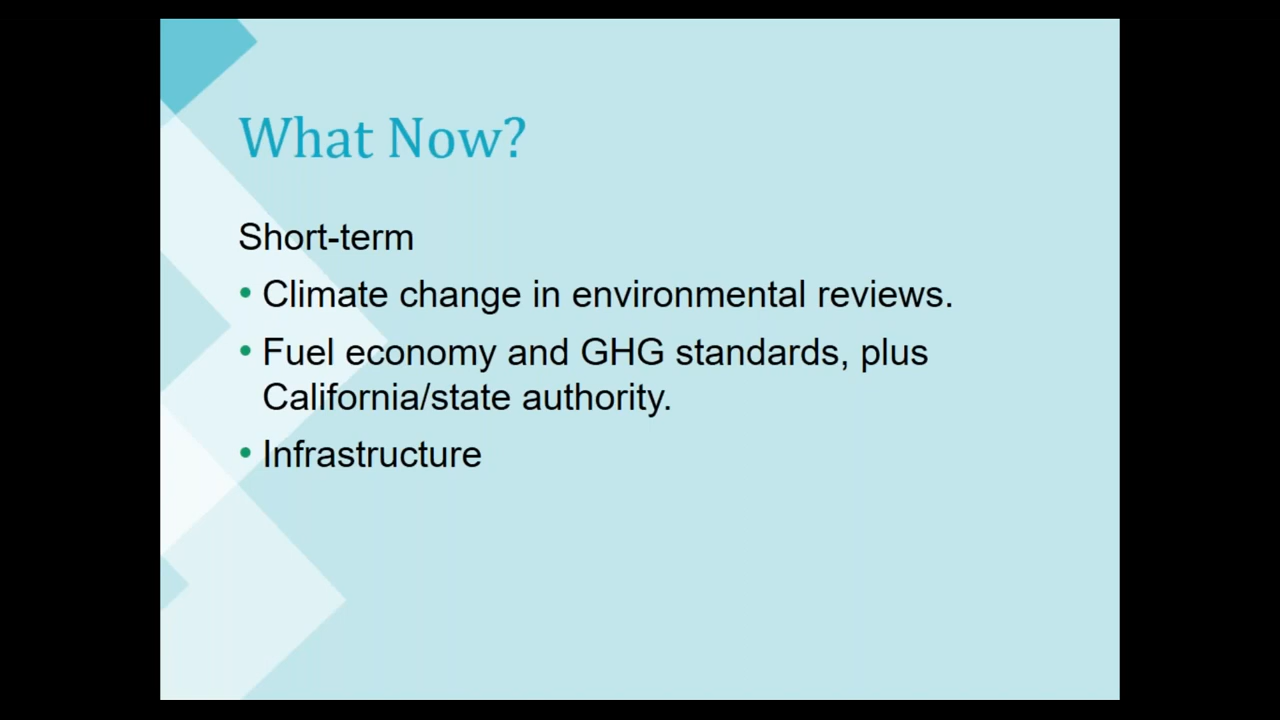 What Now?
Short-term
• Climate change in environmental reviews.
• Fuel economy and GHG standards, plus
California/state authority.
• Infrastructure